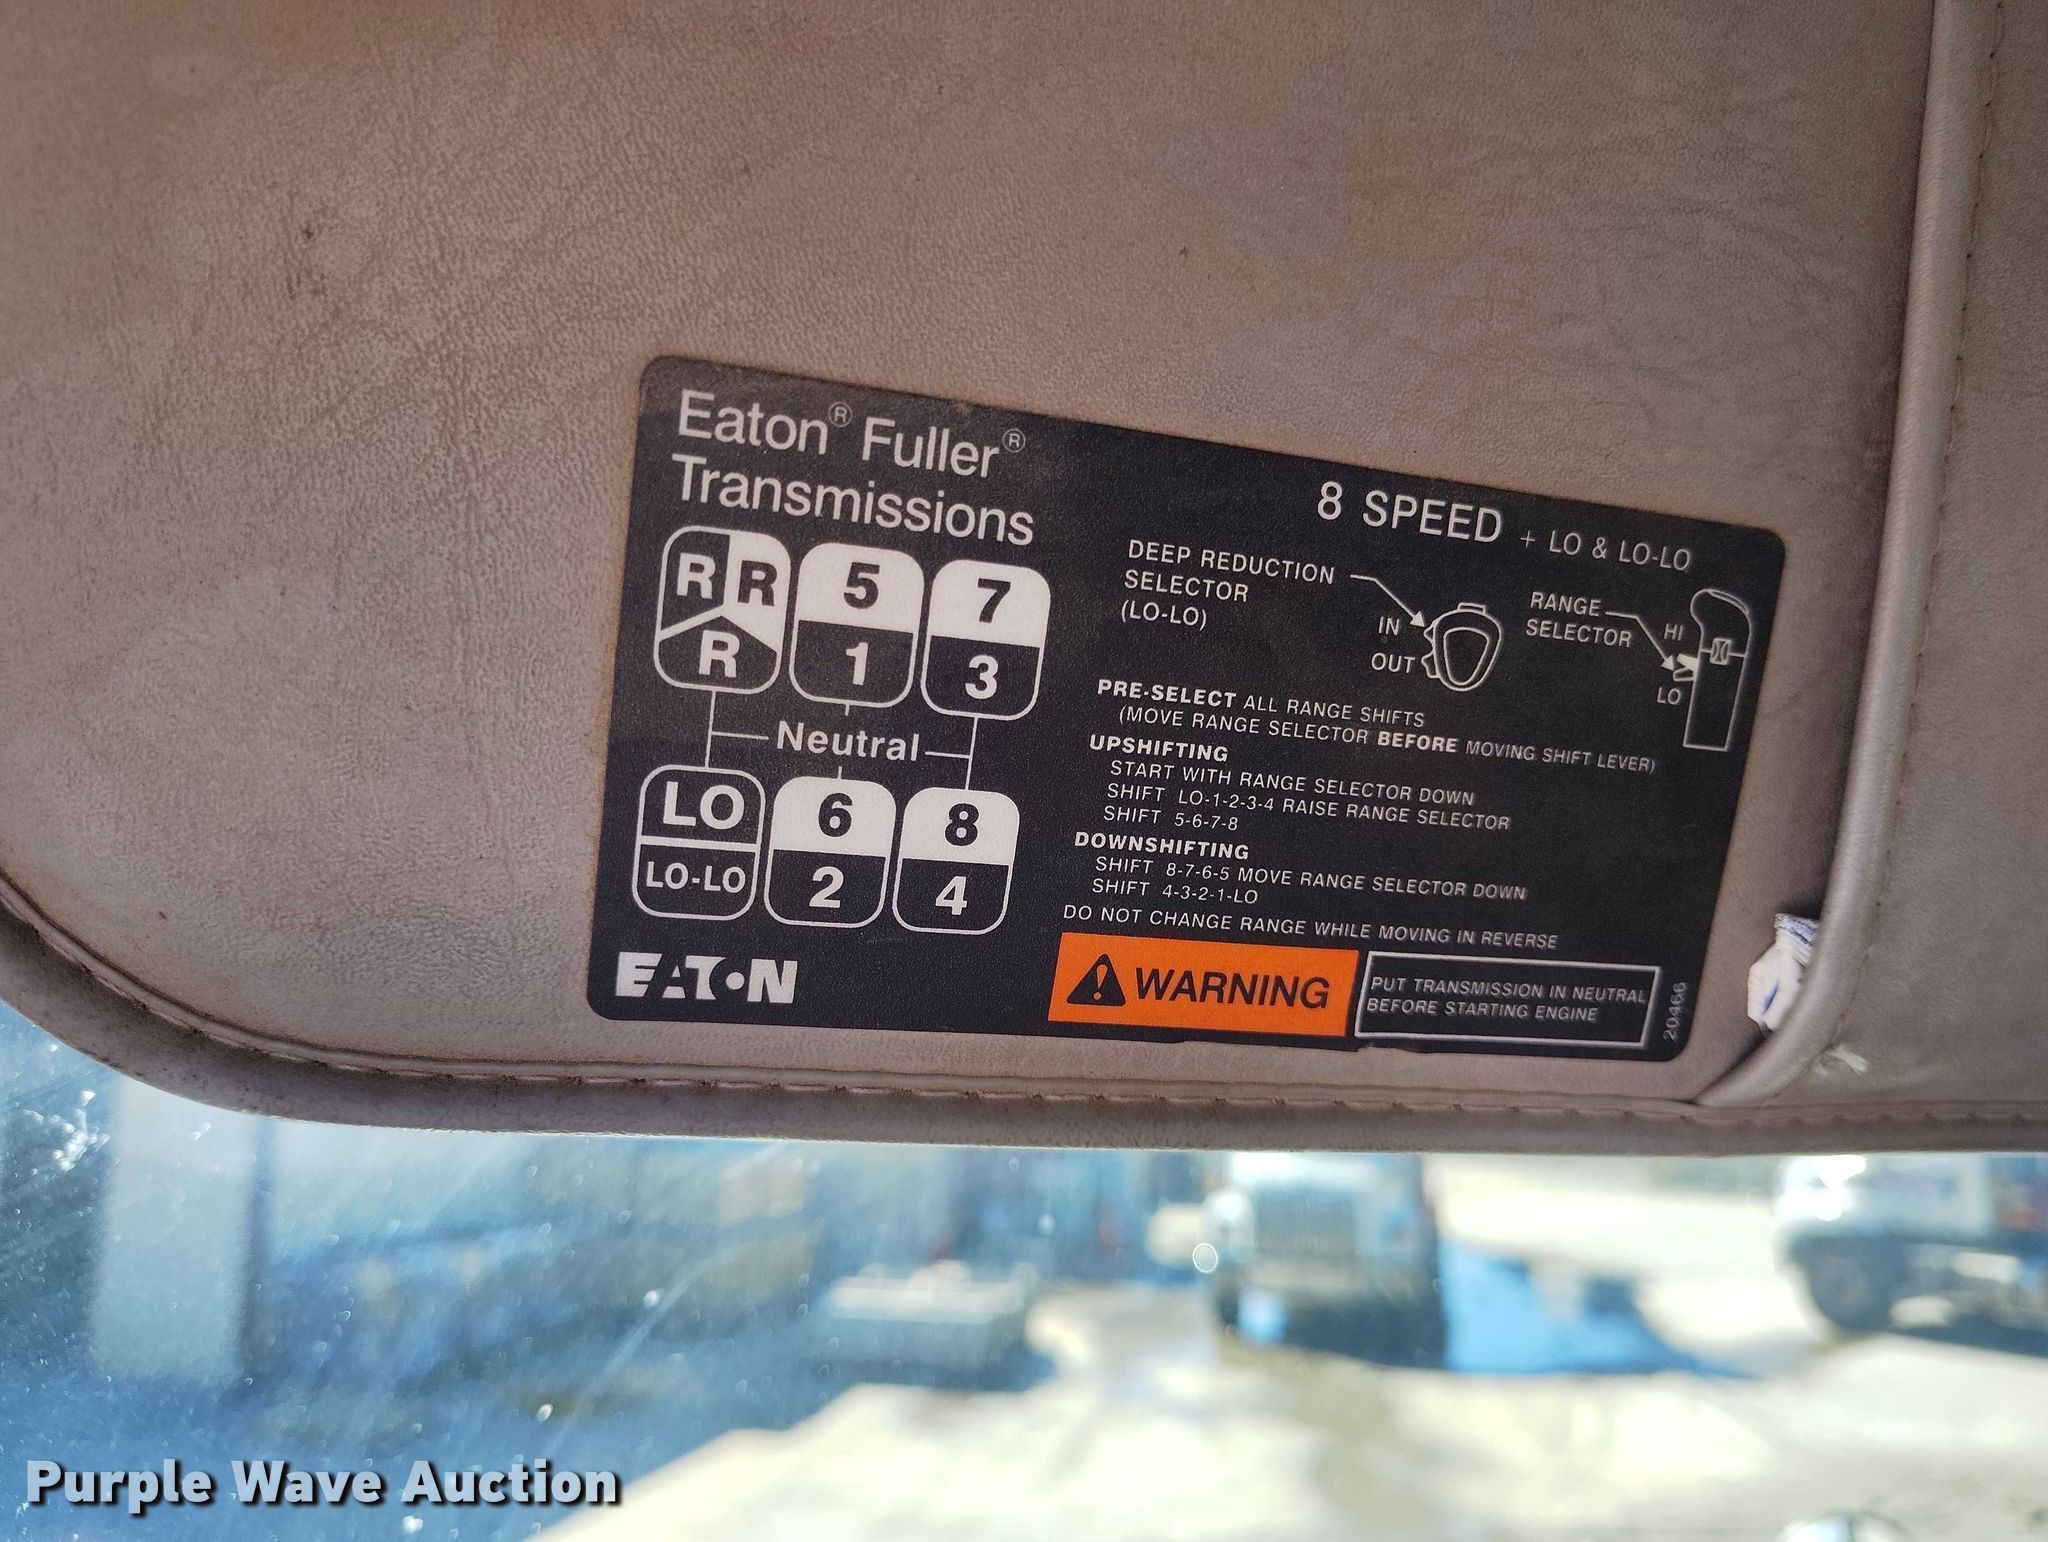 Eaton® Fuller®
Transmissions
R R 5 7
R 1 3
Neutral
LO 6 8
LO-LO 2 4
EATON
8 SPEED + LO & LO-LO
DEEP REDUCTION
SELECTOR
(LO-LO)
IN
OUT
RANGE
SELECTOR
HI
LO
PRE-SELECT ALL RANGE SHIFTS
(MOVE RANGE SELECTOR BEFORE MOVING SHIFT LEVER)
UPSHIFTING
START WITH RANGE SELECTOR DOWN
SHIFT LO-1-2-3-4 RAISE RANGE SELECTOR
SHIFT 5-6-7-8
DOWNSHIFTING
SHIFT 8-7-6-5 MOVE RANGE SELECTOR DOWN
SHIFT 4-3-2-1-LO
DO NOT CHANGE RANGE WHILE MOVING IN REVERSE
WARNING
PUT TRANSMISSION IN NEUTRAL
BEFORE STARTING ENGINE
20466
Purple Wave Auction